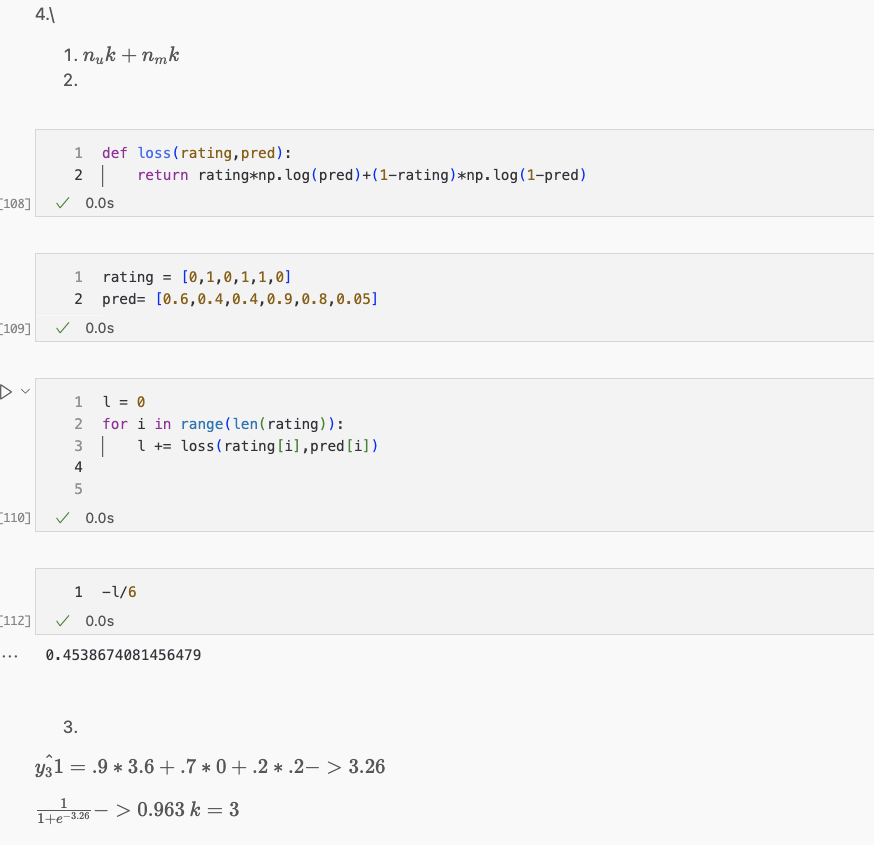 4.\
1. $n_u k + n_m k$
2.
1 def loss(rating,pred):
2 return rating*np.log(pred)+(1-rating)*np.log(1-pred)
[108] ✓ 0.0s
1 rating = [0,1,0,1,1,0]
2 pred= [0.6,0.4,0.4,0.9,0.8,0.05]
[109] ✓ 0.0s
1 l = 0
2 for i in range(len(rating)):
3 l += loss(rating[i],pred[i])
4
5
[110] ✓ 0.0s
1 -l/6
[112] ✓ 0.0s
... 0.4538674081456479
3.
$\hat{y_3}1 = .9 * 3.6 + .7 * 0 + .2 * .2 -> 3.26$
$\frac{1}{1+e^{-3.26}} -> 0.963\ k = 3$